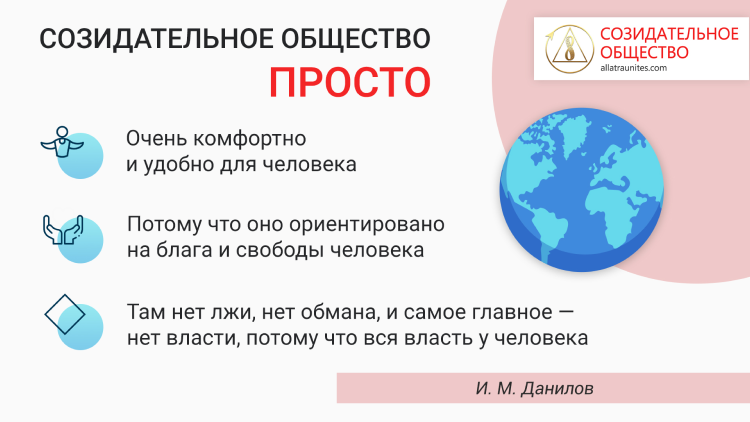 СОЗИДАТЕЛЬНОЕ ОБЩЕСТВО
ПРОСТО
СОЗИДАТЕЛЬНОЕ
ОБЩЕСТВО
allatraunites.com
Очень комфортно
и удобно для человека
Потому что оно ориентировано
на блага и свободы человека
Там нет лжи, нет обмана, и самое главное —
нет власти, потому что вся власть у человека
И. М. Данилов